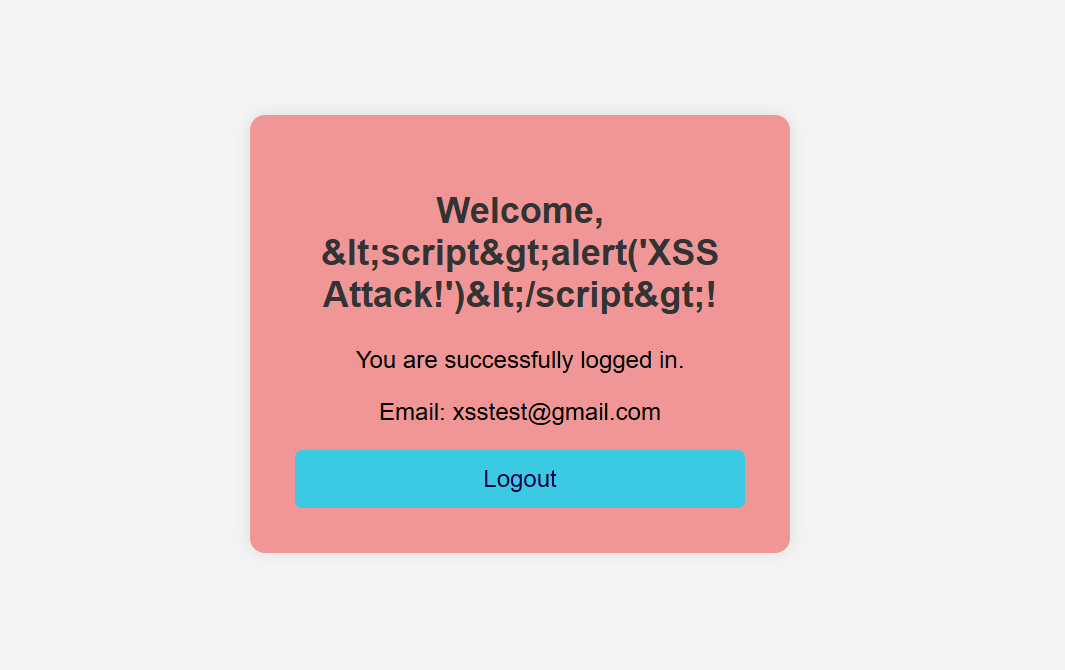 Welcome,
&lt;script&gt;alert('XSS
Attack!')&lt;/script&gt;!
You are successfully logged in.
Email: xsstest@gmail.com
Logout